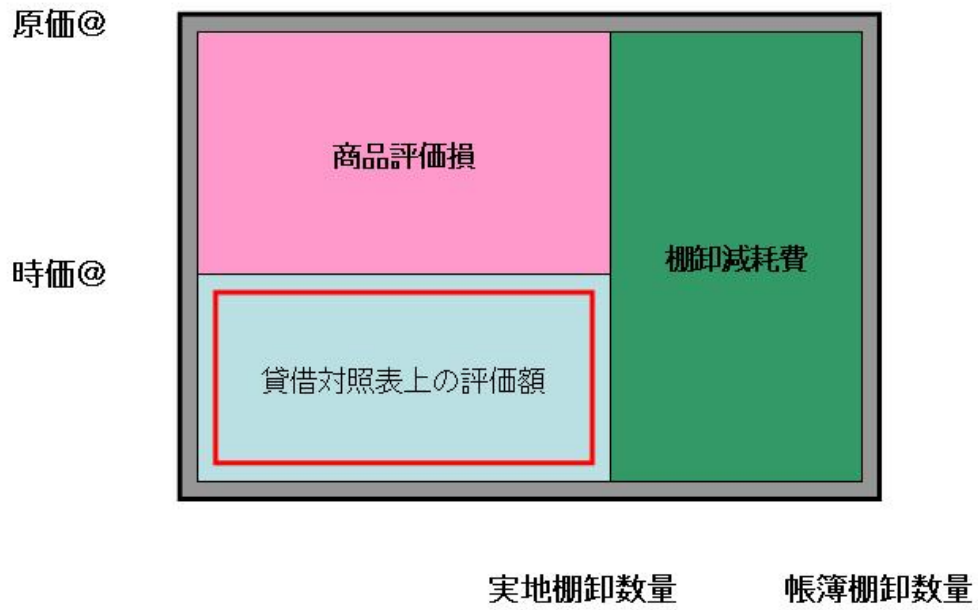 原価@
商品評価損
棚卸減耗費
時価@
貸借対照表上の評価額
実地棚卸数量
帳簿棚卸数量